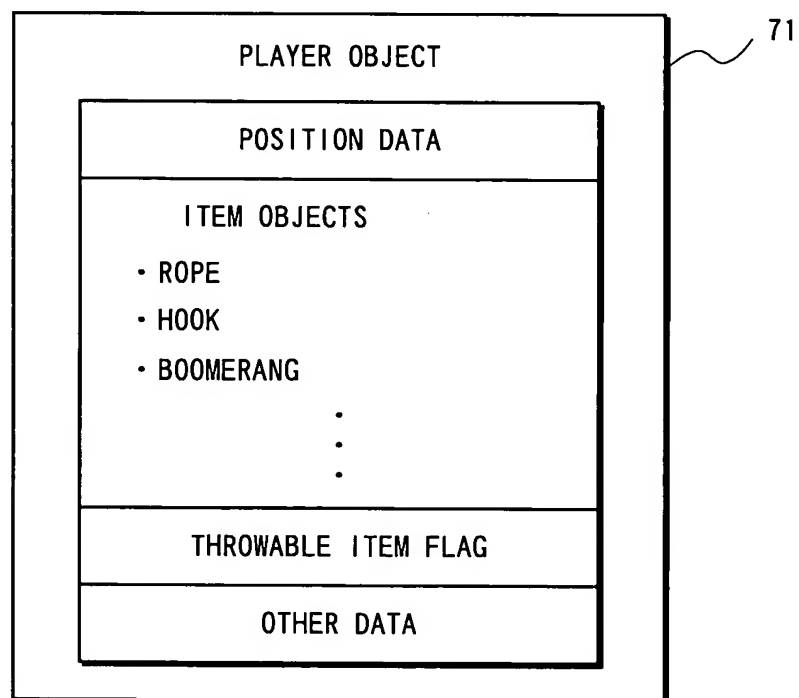 71
PLAYER OBJECT
POSITION DATA
ITEM OBJECTS
・ROPE
・HOOK
・BOOMERANG
・
・
・
THROWABLE ITEM FLAG
OTHER DATA